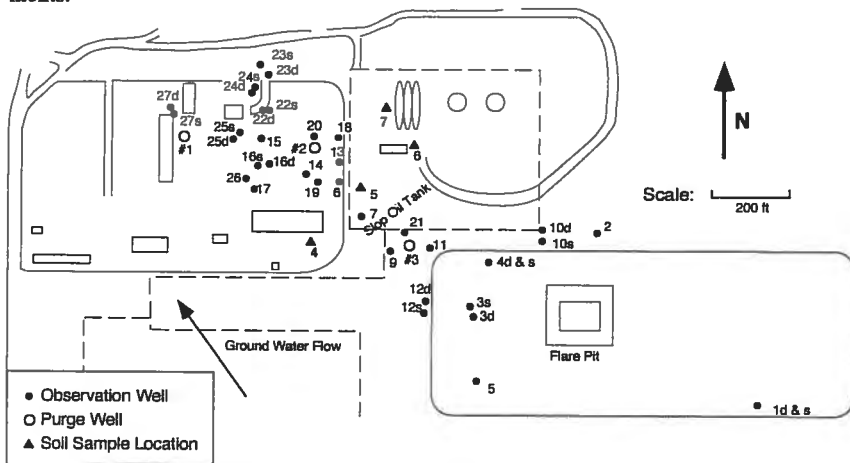 ments.
23s
23d
24s
24d
27d
27s
22s
22d
#1
25s
25d
15
20
#2
18
13
16s
16d
14
26
17
19
6
7
6
5
7
Slop Oil Tank
N
Scale:
200 ft
21
#3
9
11
10d
10s
2
4
4d & s
12d
12s
3s
3d
Ground Water Flow
Flare Pit
5
1d & s
Observation Well
Purge Well
Soil Sample Location